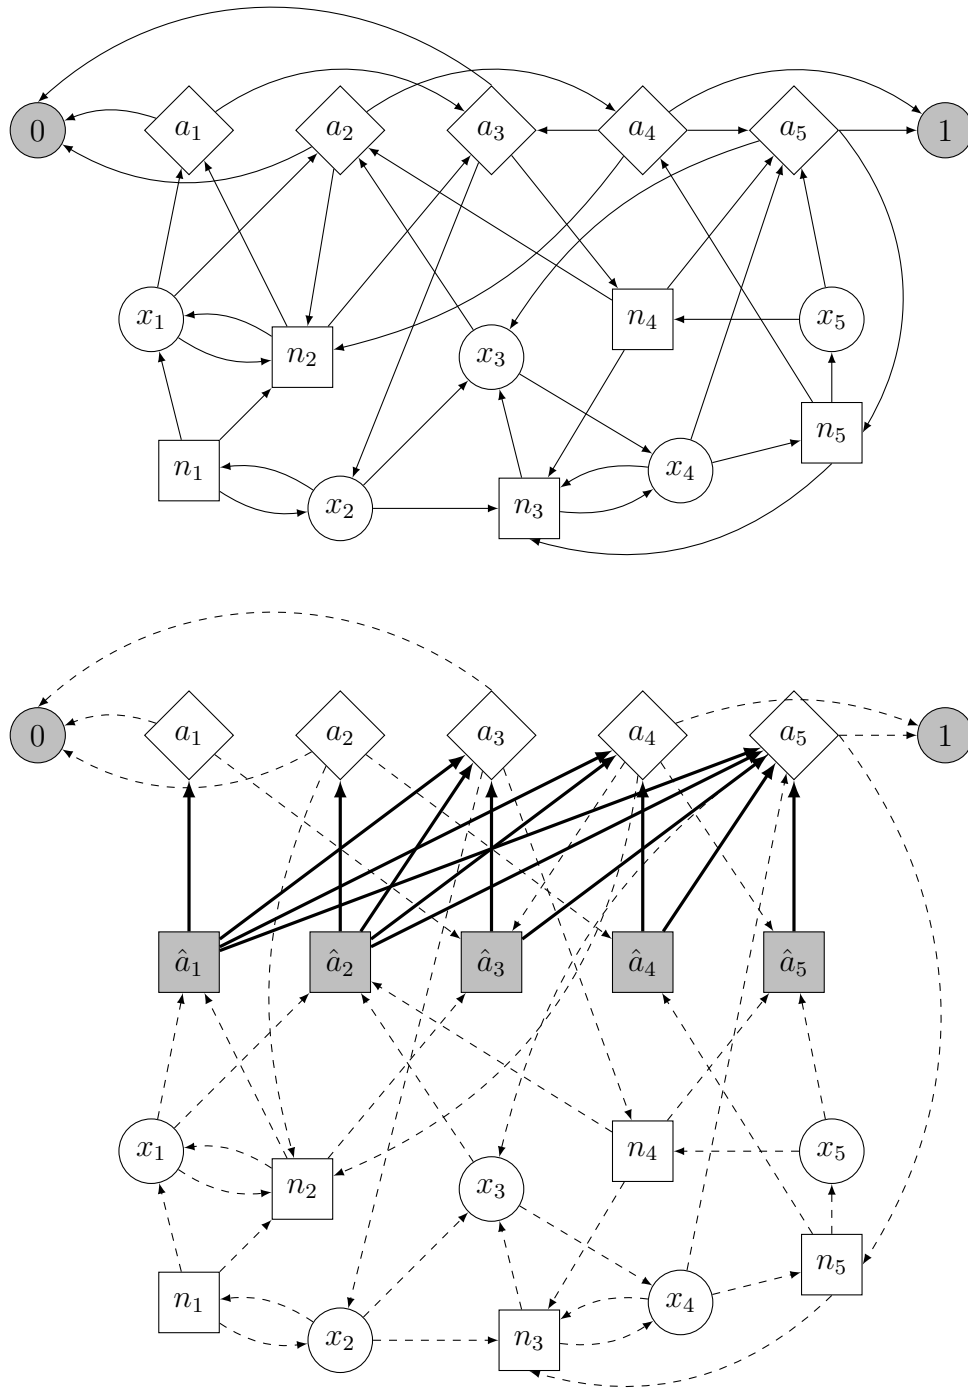 0 a₁ a₂ a₃ a₄ a₅ 1
x₁ n₂ x₃ n₄ x₅
n₁ x₂ n₃ x₄ n₅
0 a₁ a₂ a₃ a₄ a₅ 1
â₁ â₂ â₃ â₄ â₅
x₁ n₂ x₃ n₄ x₅
n₁ x₂ n₃ x₄ n₅